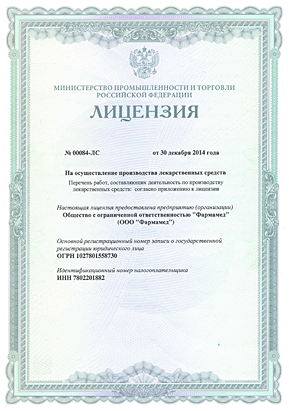 МИНИСТЕРСТВО ПРОМЫШЛЕННОСТИ И ТОРГОВЛИ
РОССИЙСКОЙ ФЕДЕРАЦИИ
ЛИЦЕНЗИЯ
№ 00084-ЛС от 30 декабря 2014 года
На осуществление производства лекарственных средств
Перечень работ, составляющих деятельность по производству
лекарственных средств: согласно приложению к лицензии
Настоящая лицензия предоставлена предприятию (организации)
Общество с ограниченной ответственностью "Фармамед"
(ООО "Фармамед")
Основной регистрационный номер записи о государственной
регистрации юридического лица
ОГРН 1027801558730
Идентификационный номер налогоплательщика
ИНН 7802201882